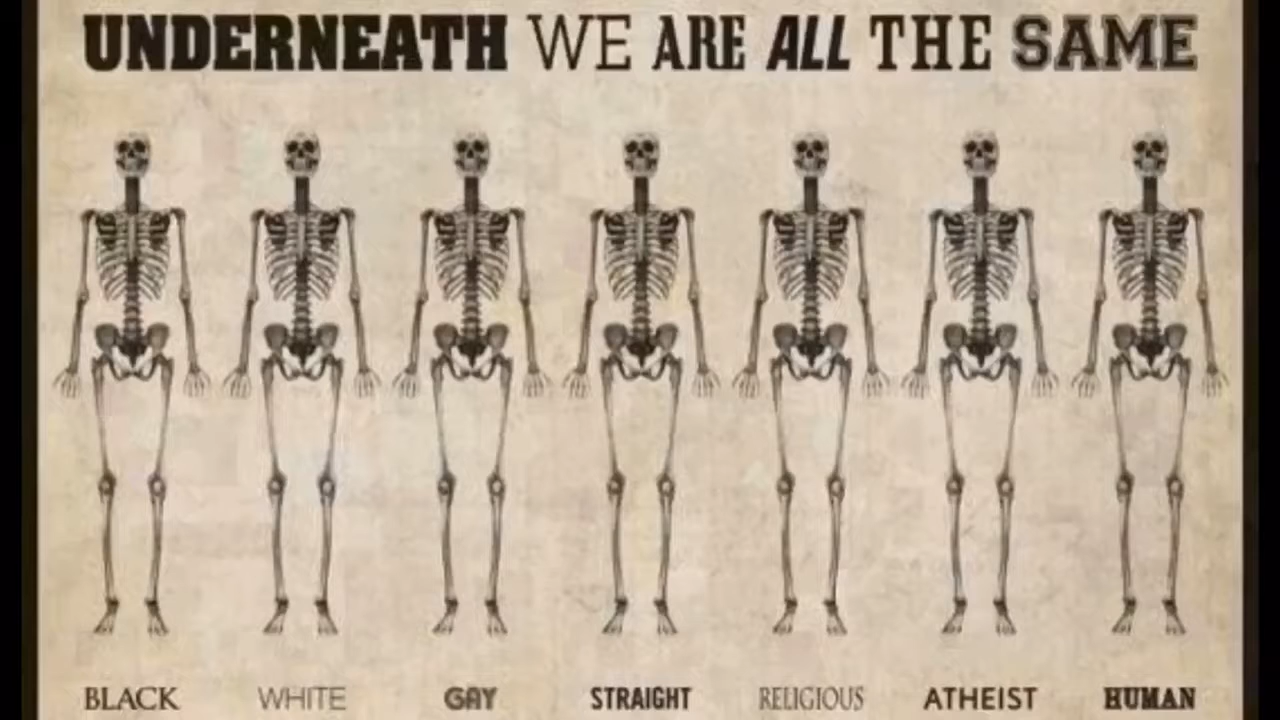 UNDERNEATH WE ARE ALL THE SAME
BLACK WHITE GAY STRAIGHT RELIGIOUS ATHEIST HUMAN